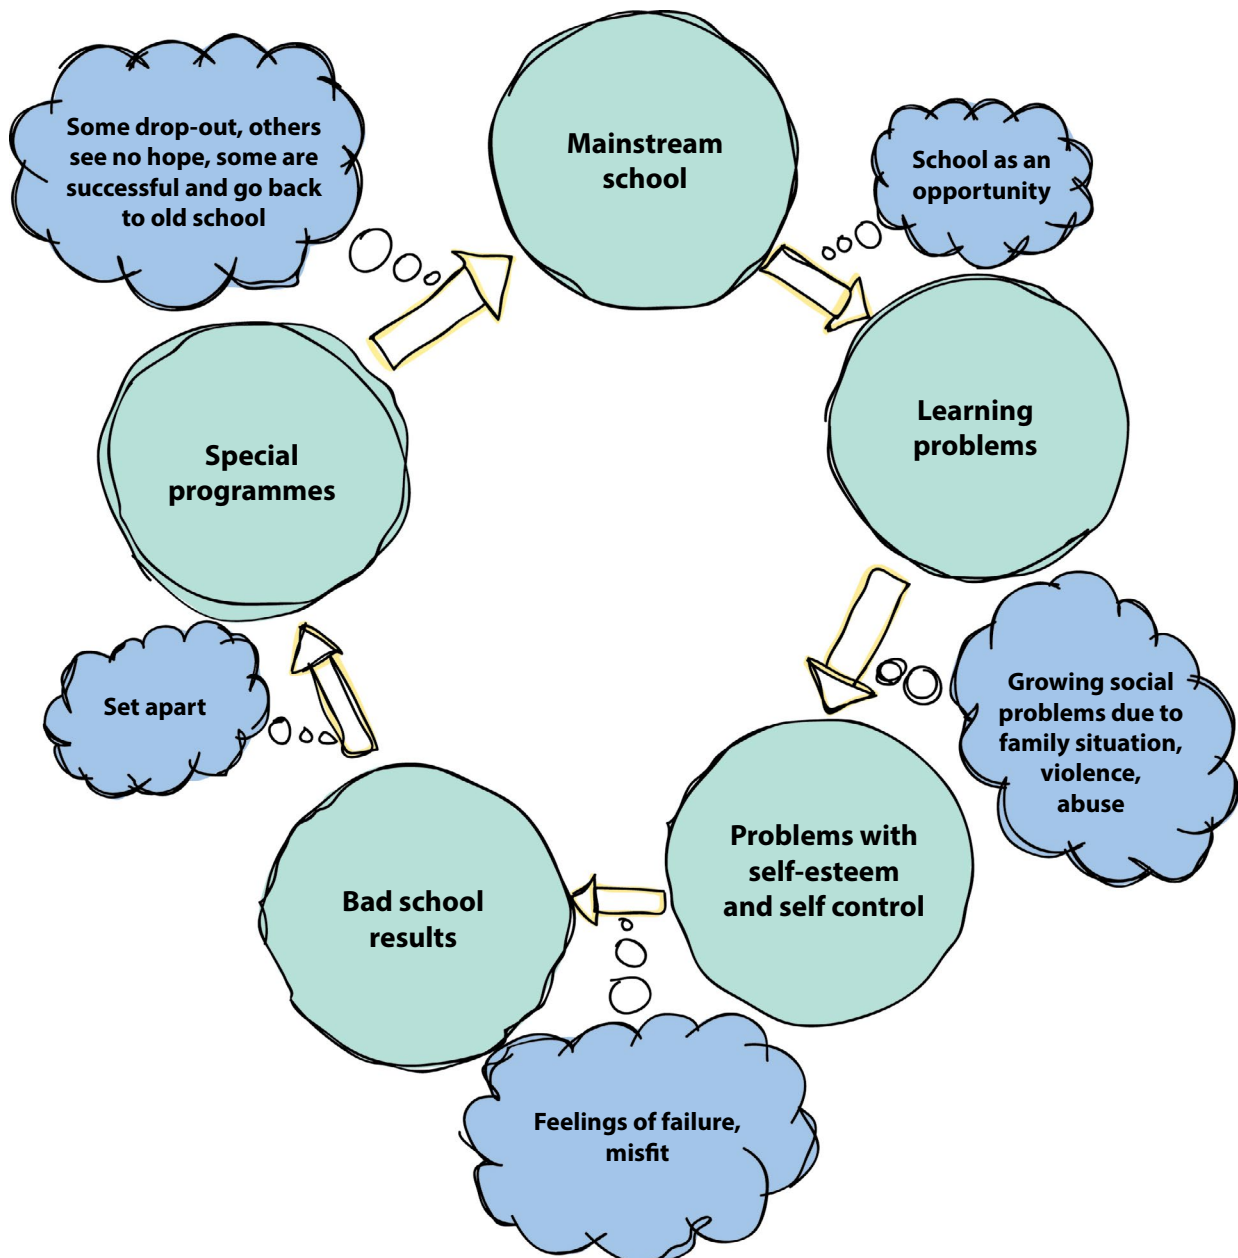 Mainstream
school
School as an
opportunity
Learning
problems
Growing social
problems due to
family situation,
violence,
abuse
Problems with
self-esteem
and self control
Feelings of failure,
misfit
Bad school
results
Set apart
Special
programmes
Some drop-out, others
see no hope, some are
successful and go back
to old school